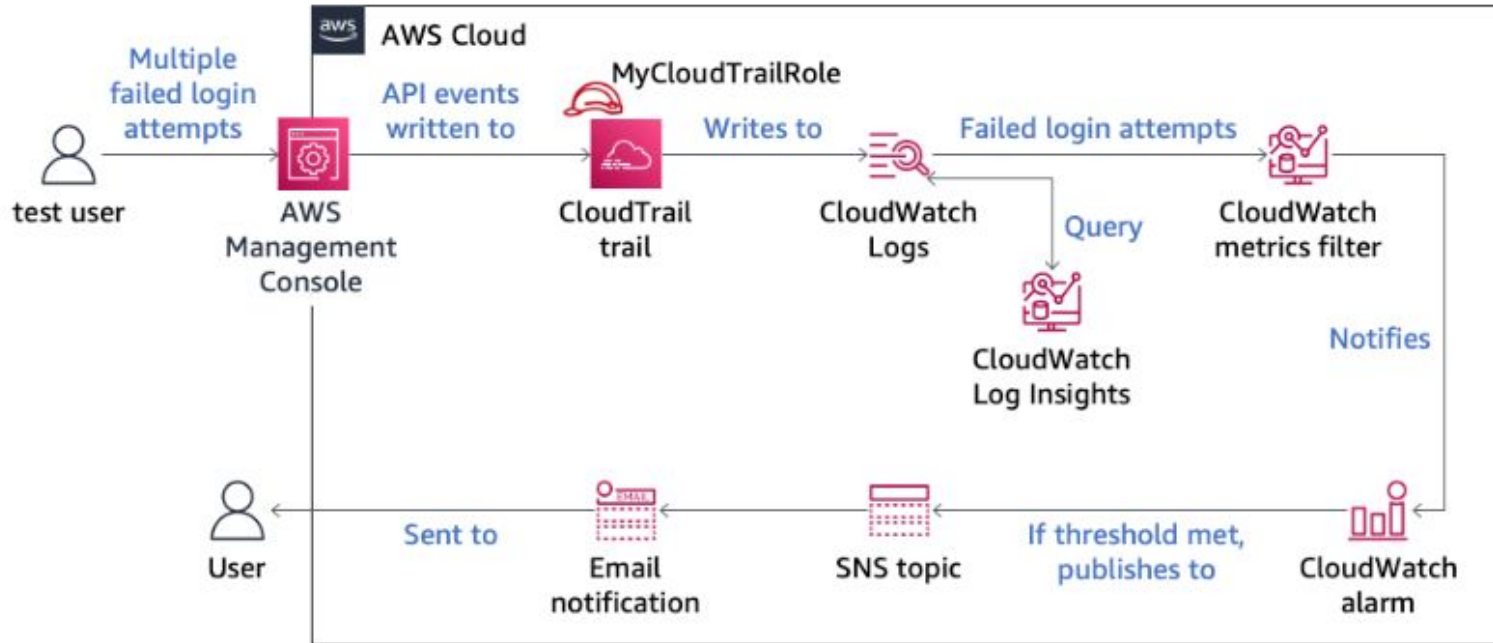 aws
AWS Cloud
Multiple
failed login
attempts
API events
written to
MyCloudTrailRole
Writes to
Failed login attempts
test user
AWS
Management
Console
CloudTrail
trail
CloudWatch
Logs
Query
CloudWatch
metrics filter
CloudWatch
Log Insights
Notifies
EMAIL
User
Sent to
Email
notification
SNS topic
If threshold met,
publishes to
CloudWatch
alarm